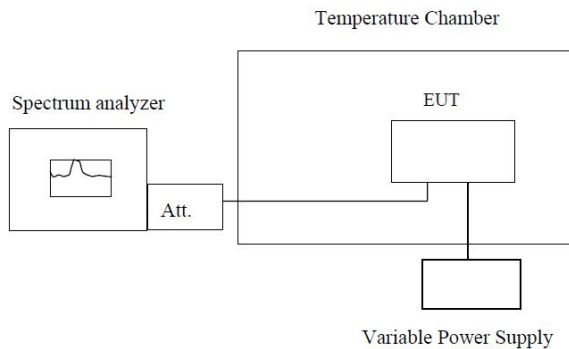 Temperature Chamber
Spectrum analyzer
EUT
Att.
Variable Power Supply